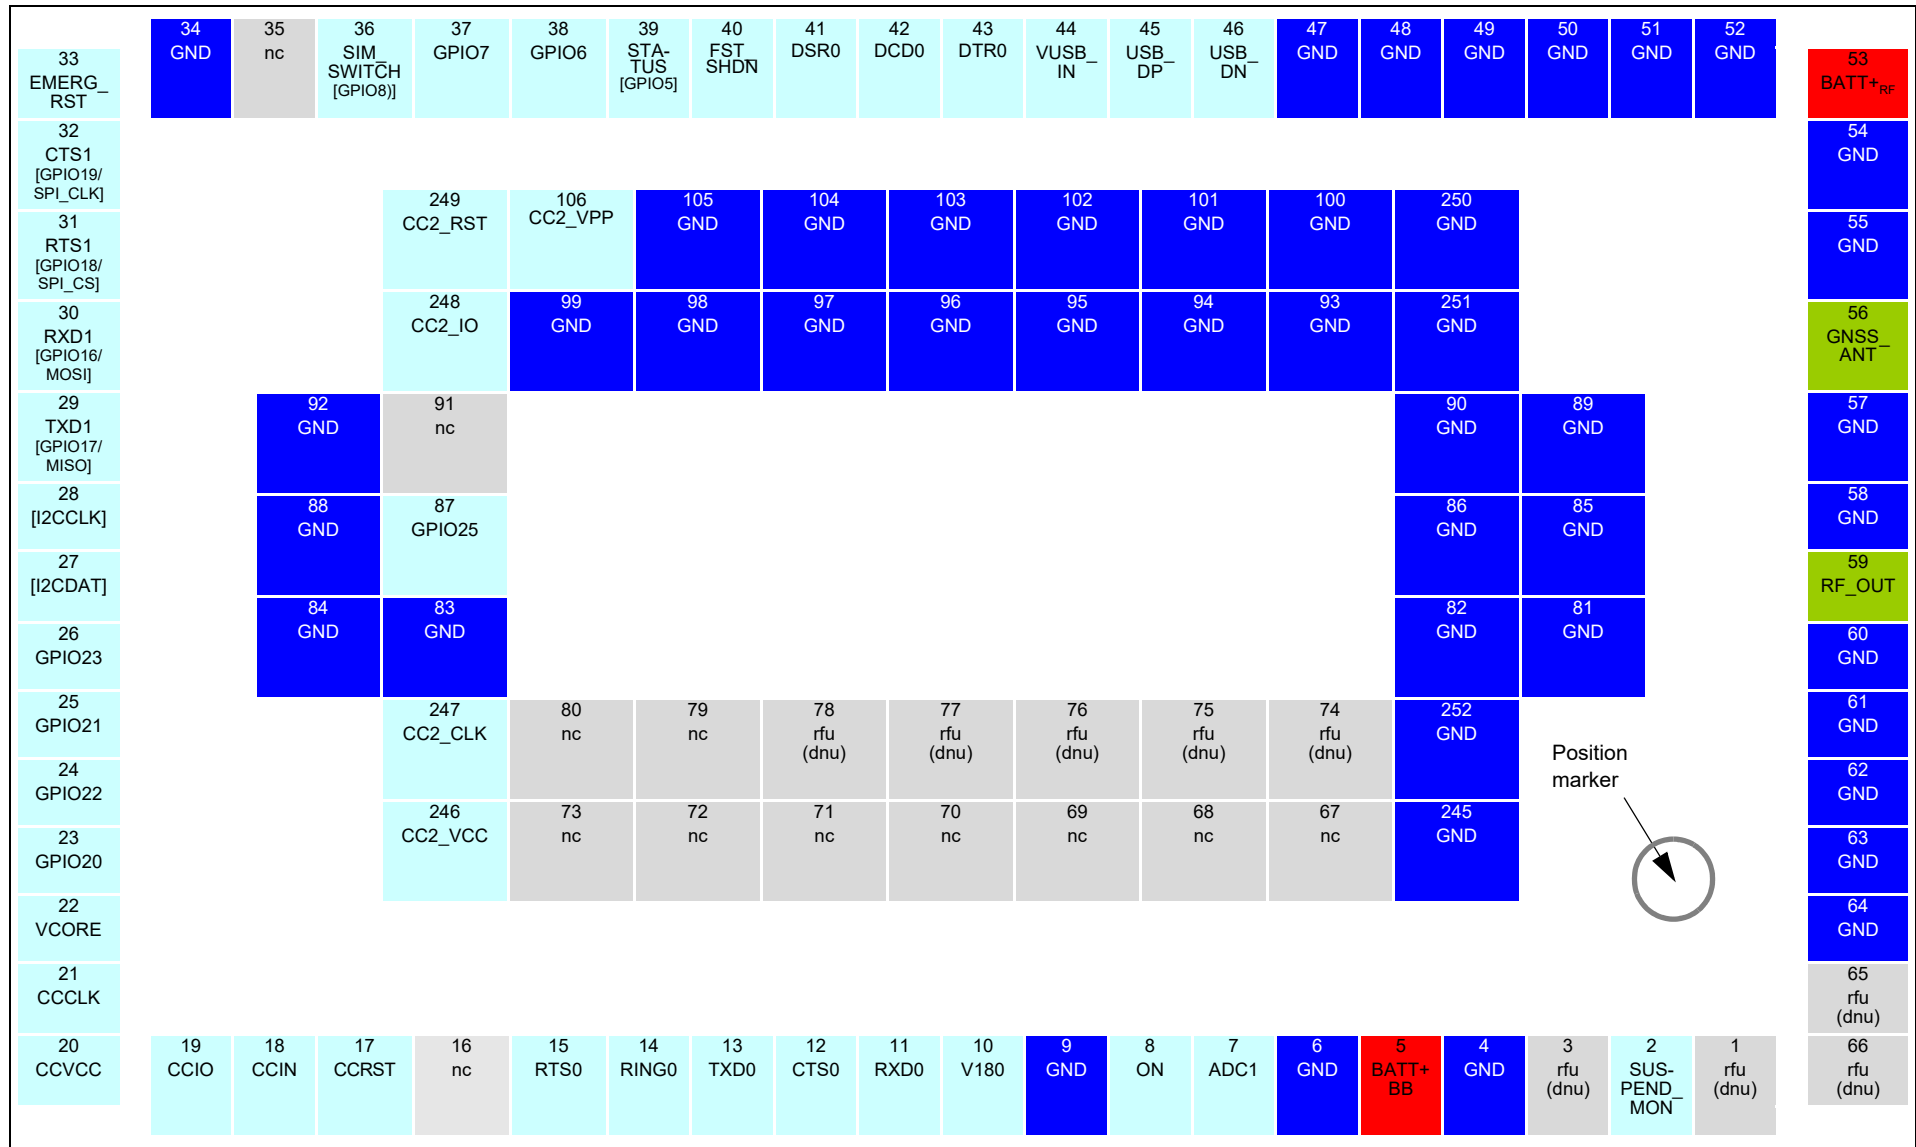 34
GND
35
nc
36
SIM_
SWITCH
[GPIO8)]
37
GPIO7
38
GPIO6
39
STA-
TUS
[GPIO5]
40
FST_
SHDN
41
DSR0
42
DCD0
43
DTR0
44
VUSB_
IN
45
USB_
DP
46
USB_
DN
47
GND
48
GND
49
GND
50
GND
51
GND
52
GND
33
EMERG_
RST
32
CTS1
[GPIO19/
SPI_CLK]
31
RTS1
[GPIO18/
SPI_CS]
30
RXD1
[GPIO16/
MOSI]
29
TXD1
[GPIO17/
MISO]
28
[I2CCLK]
27
[I2CDAT]
26
GPIO23
25
GPIO21
24
GPIO22
23
GPIO20
22
VCORE
21
CCCLK
20
CCVCC
249
CC2_RST
106
CC2_VPP
105
GND
104
GND
103
GND
102
GND
101
GND
100
GND
250
GND
248
CC2_IO
99
GND
98
GND
97
GND
96
GND
95
GND
94
GND
93
GND
251
GND
92
GND
91
nc
90
GND
89
GND
88
GND
87
GPIO25
86
GND
85
GND
84
GND
83
GND
82
GND
81
GND
247
CC2_CLK
80
nc
79
nc
78
rfu
(dnu)
77
rfu
(dnu)
76
rfu
(dnu)
75
rfu
(dnu)
74
rfu
(dnu)
252
GND
246
CC2_VCC
73
nc
72
nc
71
nc
70
nc
69
nc
68
nc
67
nc
245
GND
Position
marker
53
BATT+RF
54
GND
55
GND
56
GNSS_
ANT
57
GND
58
GND
59
RF_OUT
60
GND
61
GND
62
GND
63
GND
64
GND
65
rfu
(dnu)
66
rfu
(dnu)
19
CCIO
18
CCIN
17
CCRST
16
nc
15
RTS0
14
RING0
13
TXD0
12
CTS0
11
RXD0
10
V180
9
GND
8
ON
7
ADC1
6
GND
5
BATT+
BB
4
GND
3
rfu
(dnu)
2
SUS-
PEND_
MON
1
rfu
(dnu)